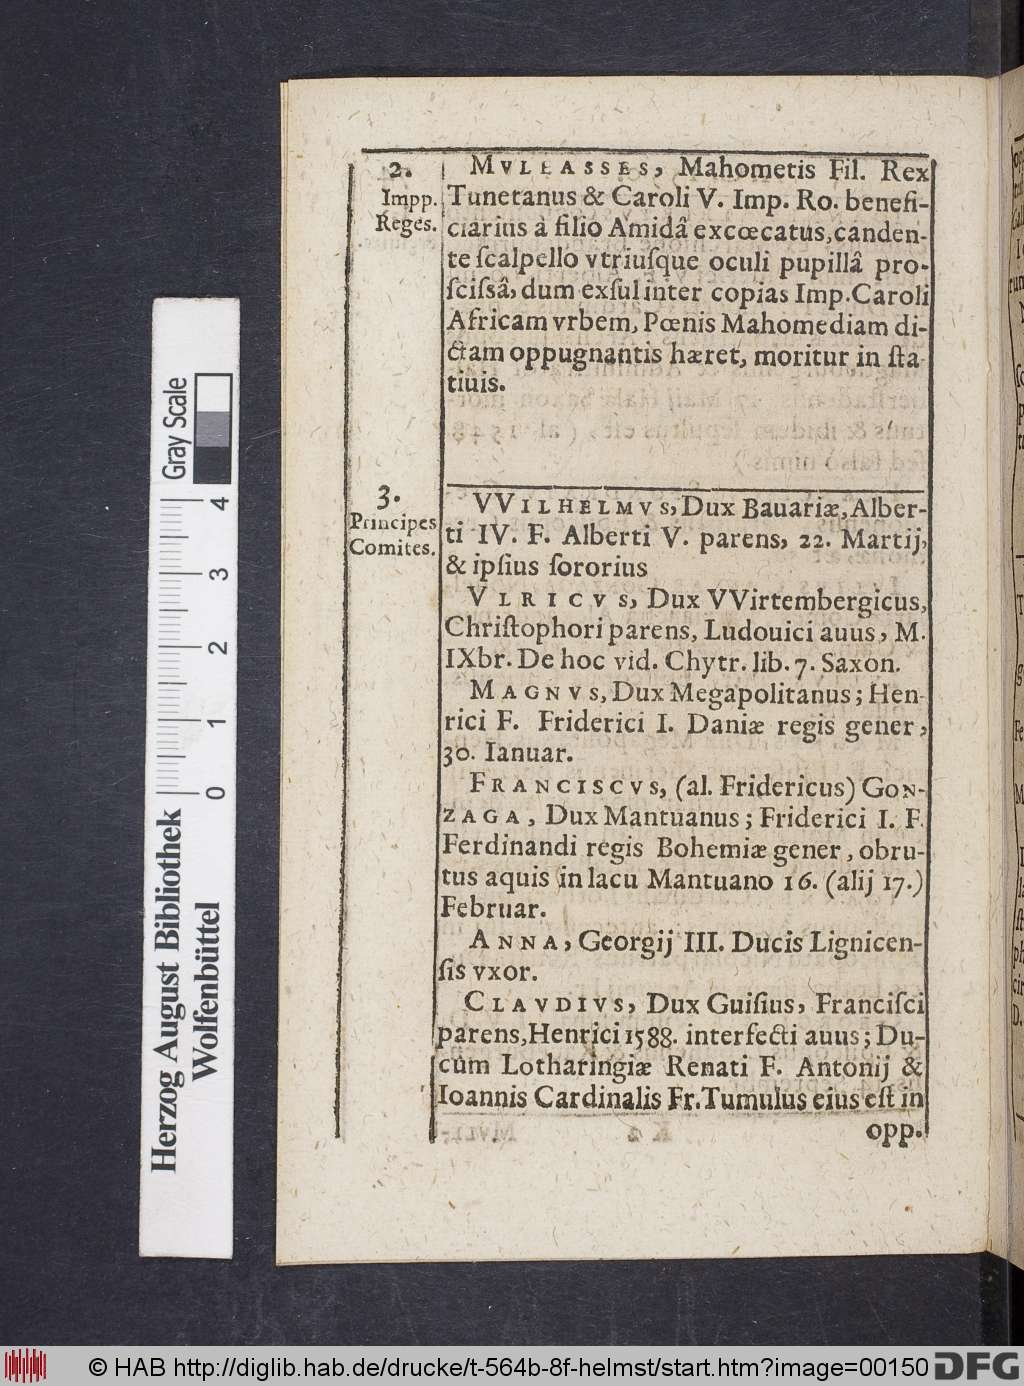 2.
Impp.
Reges.
MVLEASSES, Mahometis Fil. Rex
Tunetanus & Caroli V. Imp. Ro. benefi-
ciarius à filio Amidâ excœcatus, canden-
te ſcalpello vtriuſque oculi pupillâ pro-
ſciſsâ, dum exſul inter copias Imp. Caroli
Africam vrbem, Pœnis Mahomediam di-
ctam oppugnantis hæret, moritur in ſta-
tiuis.
3.
Principes
Comites.
VVILHELMVS, Dux Bauariæ, Alber-
ti IV. F. Alberti V. parens, 22. Martij,
& ipſius ſororius
VLRICVS, Dux VVirtembergicus,
Chriſtophori parens, Ludouici auus, M.
IXbr. De hoc vid. Chytr. lib. 7. Saxon.
MAGNVS, Dux Megapolitanus; Hen-
rici F. Friderici I. Daniæ regis gener,
30. Ianuar.
FRANCISCVS, (al. Fridericus) GON-
ZAGA, Dux Mantuanus; Friderici I. F.
Ferdinandi regis Bohemiæ gener, obru-
tus aquis in lacu Mantuano 16. (alij 17.)
Februar.
ANNA, Georgij III. Ducis Lignicen-
ſis vxor.
CLAVDIVS, Dux Guiſius, Franciſci
parens, Henrici 1588. interfecti auus; Du-
cum Lotharingiæ Renati F. Antonij &
Ioannis Cardinalis Fr. Tumulus eius eſt in
opp.
Gray Scale
0 1 2 3 4
Herzog August Bibliothek
Wolfenbüttel
© HAB http://diglib.hab.de/drucke/t-564b-8f-helmst/start.htm?image=00150
DFG